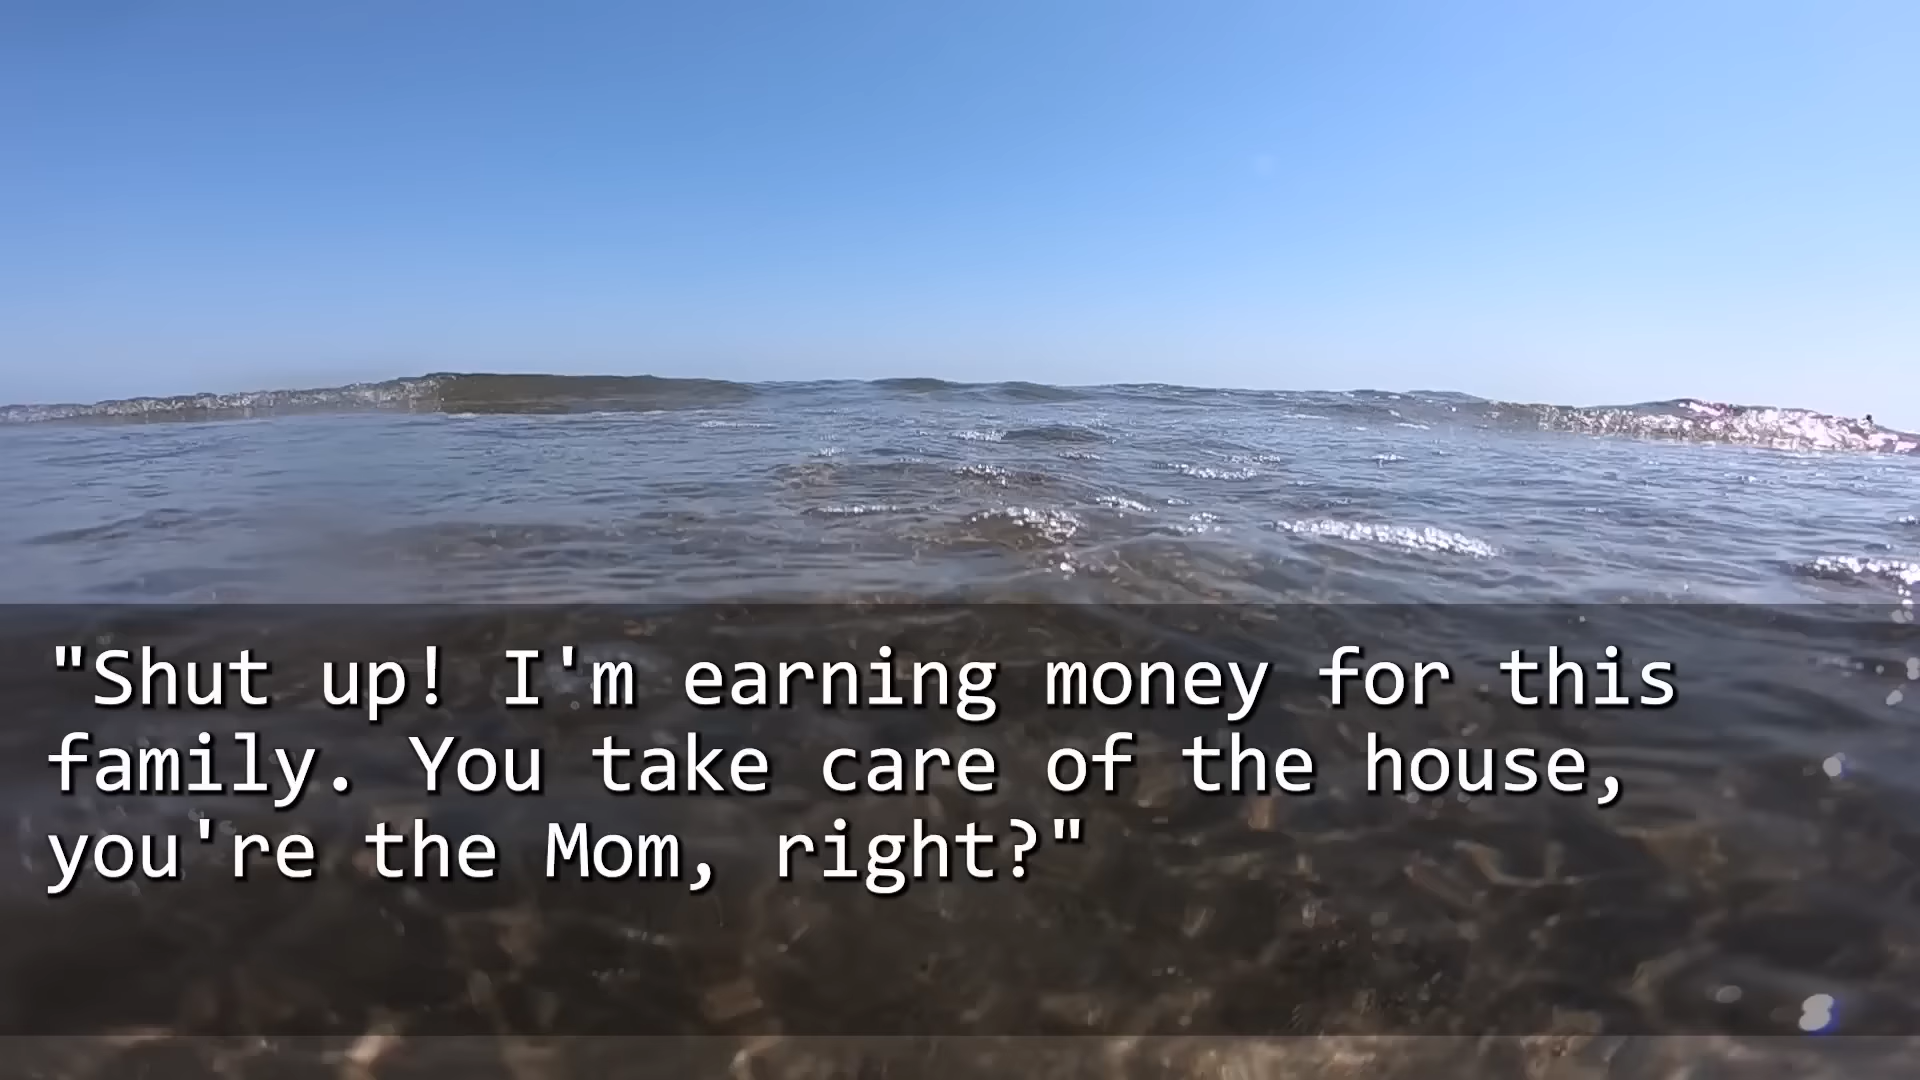 "Shut up! I'm earning money for this
family. You take care of the house,
you're the Mom, right?"